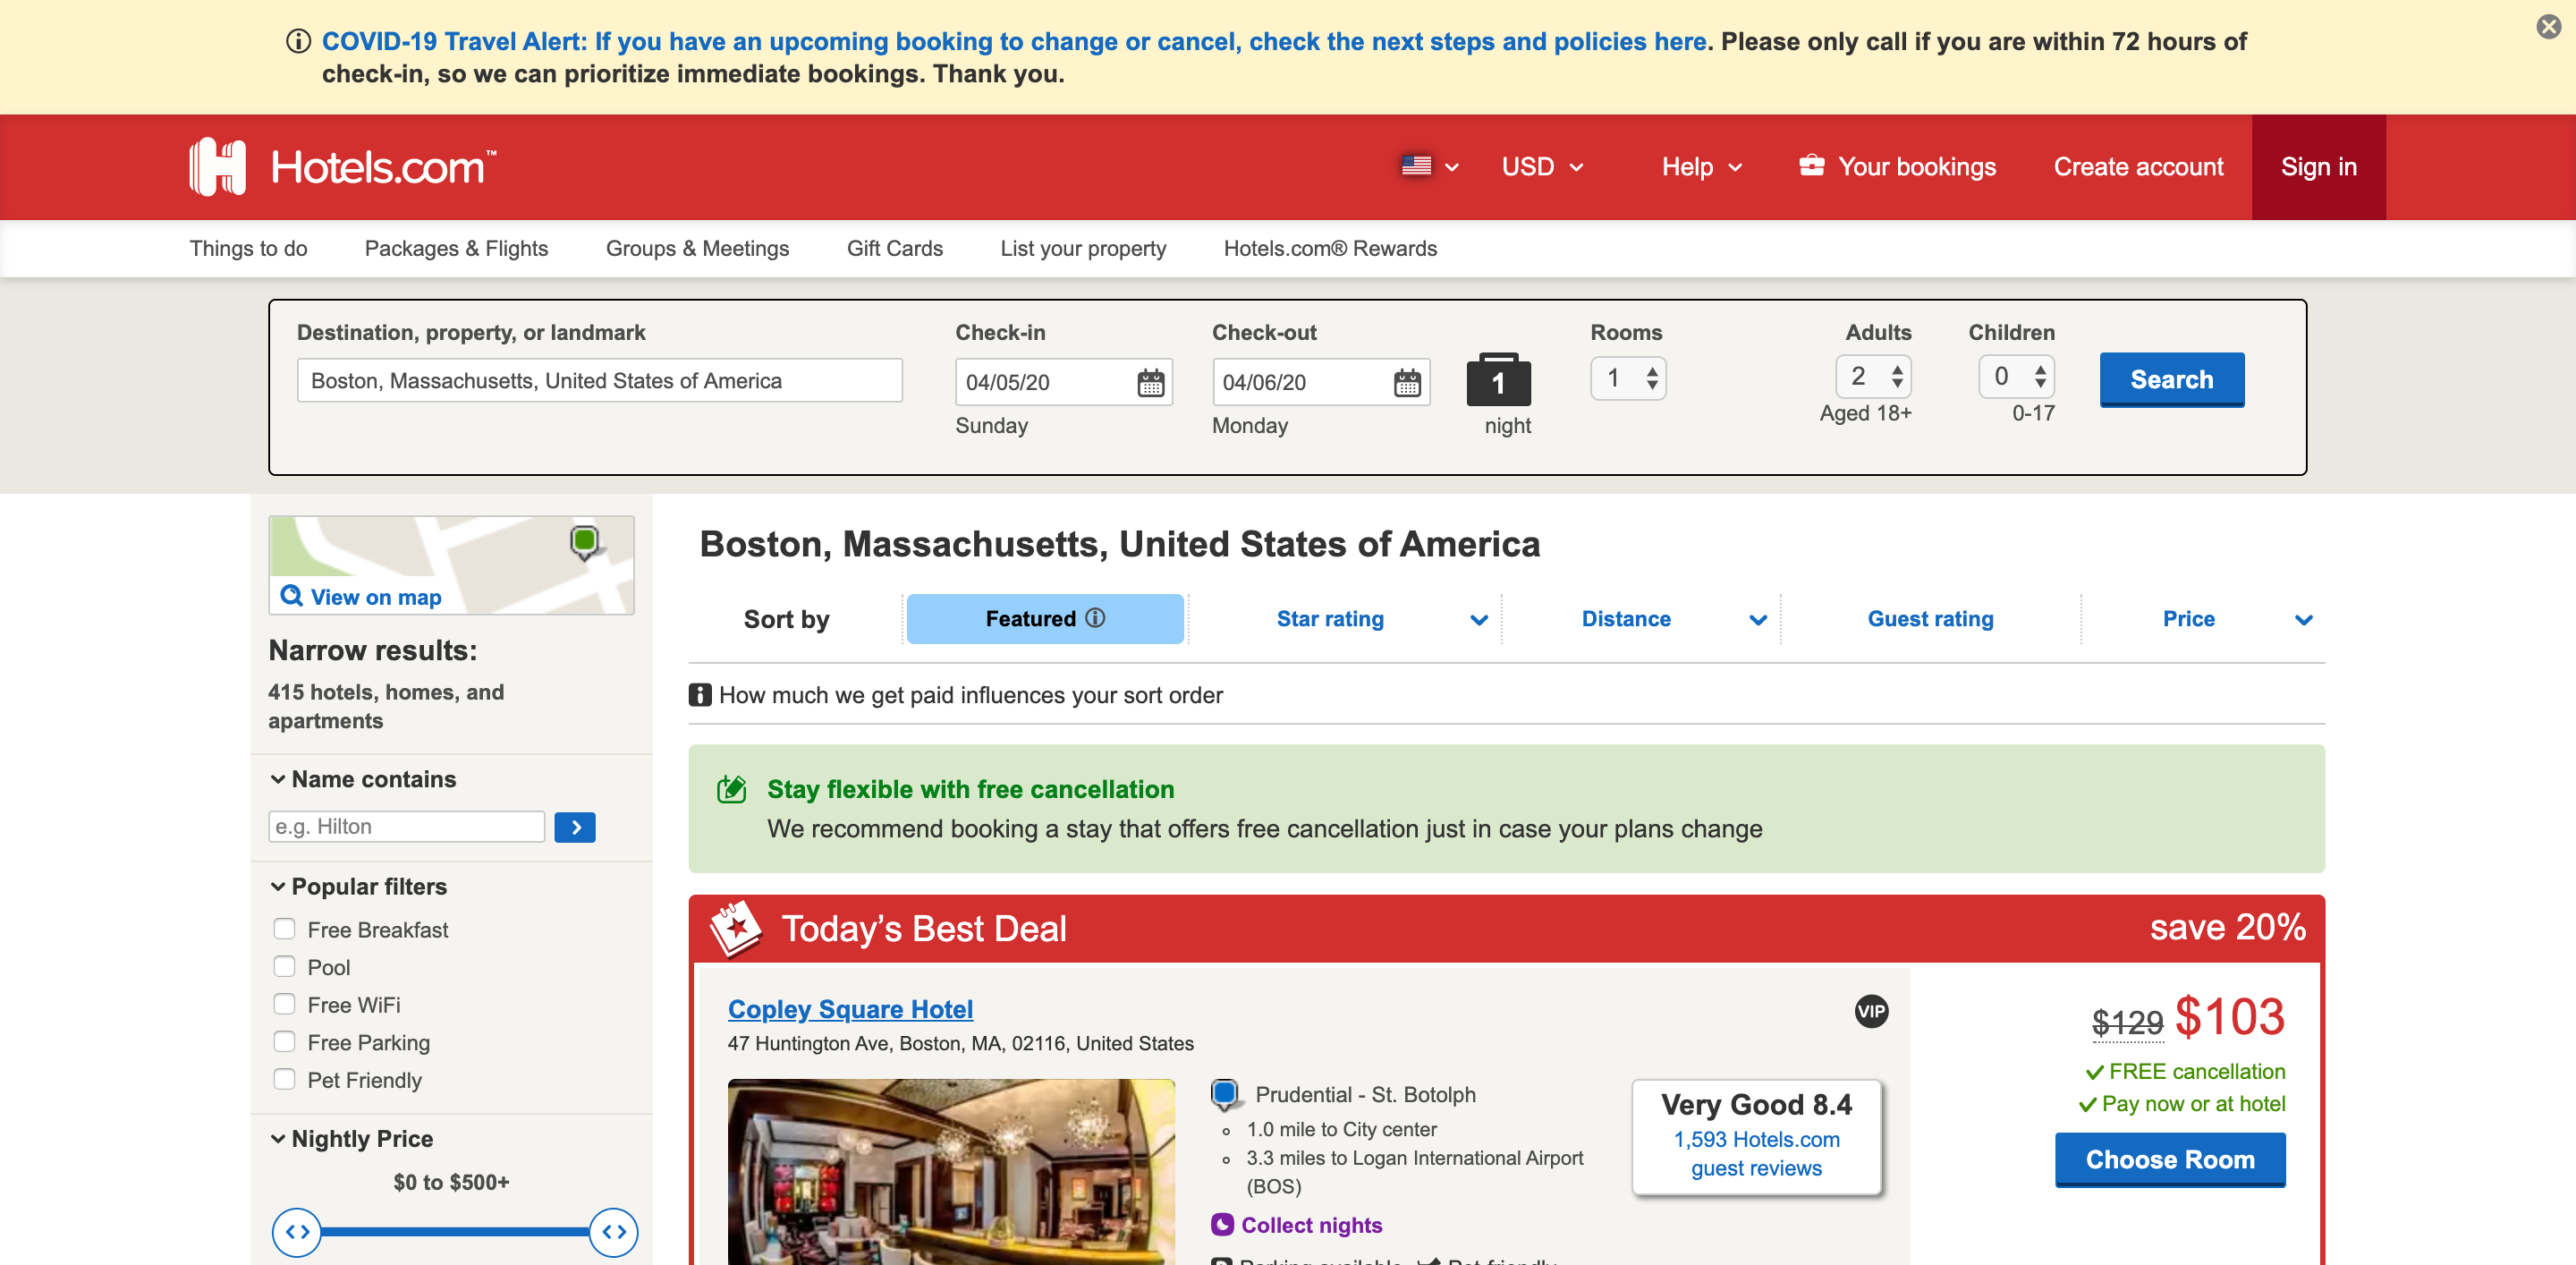 COVID-19 Travel Alert: If you have an upcoming booking to change or cancel, check the next steps and policies here. Please only call if you are within 72 hours of
check-in, so we can prioritize immediate bookings. Thank you.
Hotels.com™
USD
Help
Your bookings
Create account
Sign in
Things to do
Packages & Flights
Groups & Meetings
Gift Cards
List your property
Hotels.com® Rewards
Destination, property, or landmark
Boston, Massachusetts, United States of America
Check-in
04/05/20
Sunday
Check-out
04/06/20
Monday
1
night
Rooms
1
Adults
2
Aged 18+
Children
0
0-17
Search
View on map
Narrow results:
415 hotels, homes, and
apartments
Name contains
e.g. Hilton
Popular filters
Free Breakfast
Pool
Free WiFi
Free Parking
Pet Friendly
Nightly Price
$0 to $500+
Boston, Massachusetts, United States of America
Sort by
Featured
Star rating
Distance
Guest rating
Price
How much we get paid influences your sort order
Stay flexible with free cancellation
We recommend booking a stay that offers free cancellation just in case your plans change
Today's Best Deal
save 20%
Copley Square Hotel
VIP
47 Huntington Ave, Boston, MA, 02116, United States
Prudential - St. Botolph
1.0 mile to City center
3.3 miles to Logan International Airport
(BOS)
Collect nights
Parking available
Pet-friendly
Very Good 8.4
1,593 Hotels.com
guest reviews
$129 $103
FREE cancellation
Pay now or at hotel
Choose Room